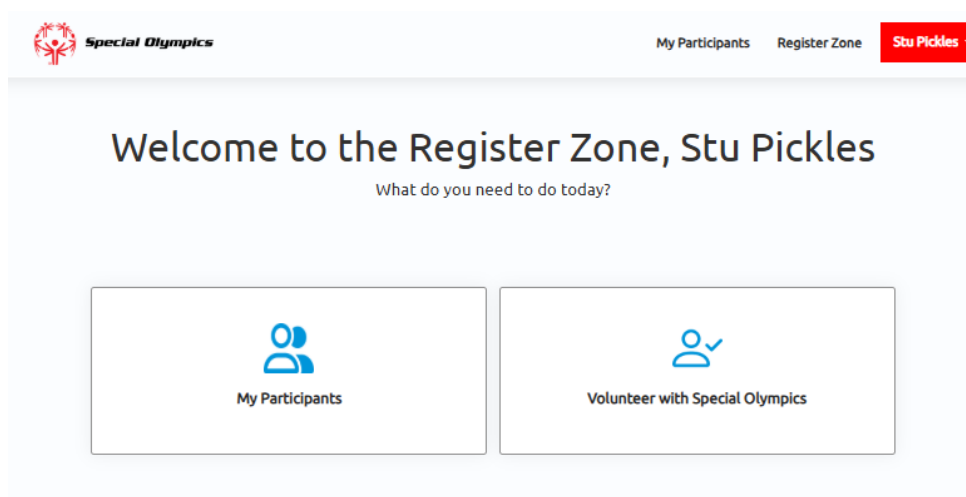 Special Olympics
My Participants
Register Zone
Stu Pickles
Welcome to the Register Zone, Stu Pickles
What do you need to do today?
My Participants
Volunteer with Special Olympics